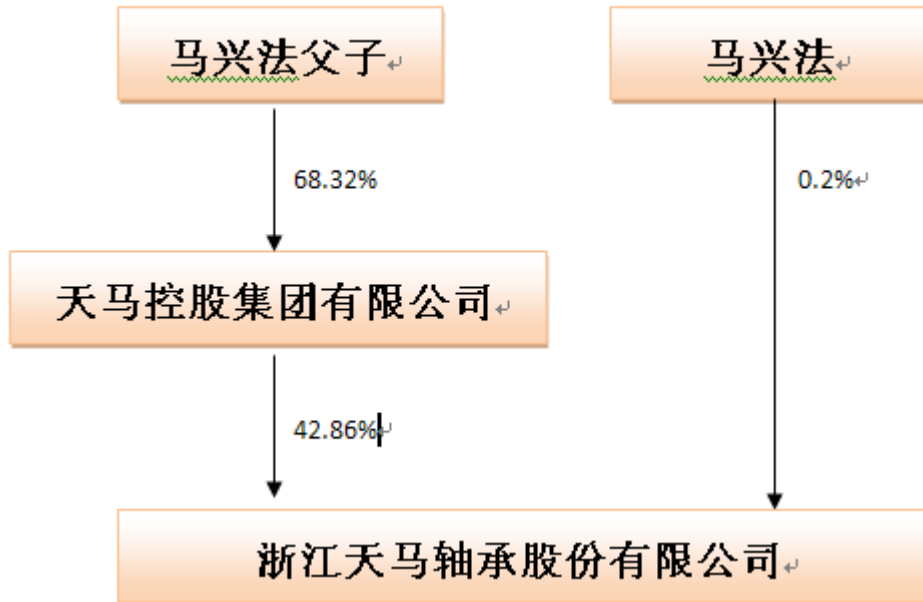 马兴法父子
马兴法
68.32%
0.2%
天马控股集团有限公司
42.86%
浙江天马轴承股份有限公司